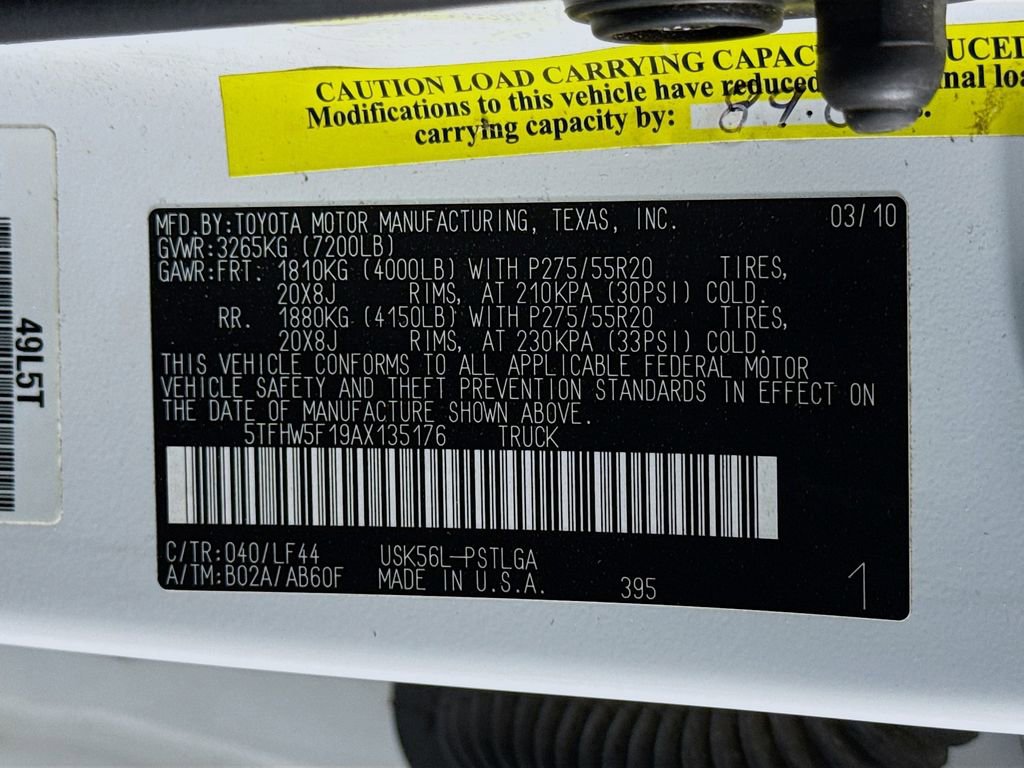 CAUTION LOAD CARRYING CAPAC UCED
Modifications to this vehicle have reduced nal loa
carrying capacity by: 89.
49L5T
MFD.BY:TOYOTA MOTOR MANUFACTURING, TEXAS, INC. 03/10
GVWR:3265KG (7200LB)
GAWR:FRT. 1810KG (4000LB) WITH P275/55R20 TIRES,
20X8J RIMS, AT 210KPA (30PSI) COLD.
RR. 1880KG (4150LB) WITH P275/55R20 TIRES,
20X8J RIMS, AT 230KPA (33PSI) COLD.
THIS VEHICLE CONFORMS TO ALL APPLICABLE FEDERAL MOTOR
VEHICLE SAFETY AND THEFT PREVENTION STANDARDS IN EFFECT ON
THE DATE OF MANUFACTURE SHOWN ABOVE.
5TFHW5F19AX135176 TRUCK
C/TR:040/LF44 USK56L-PSTLGA
A/TM:B02A/AB60F MADE IN U.S.A. 395 1